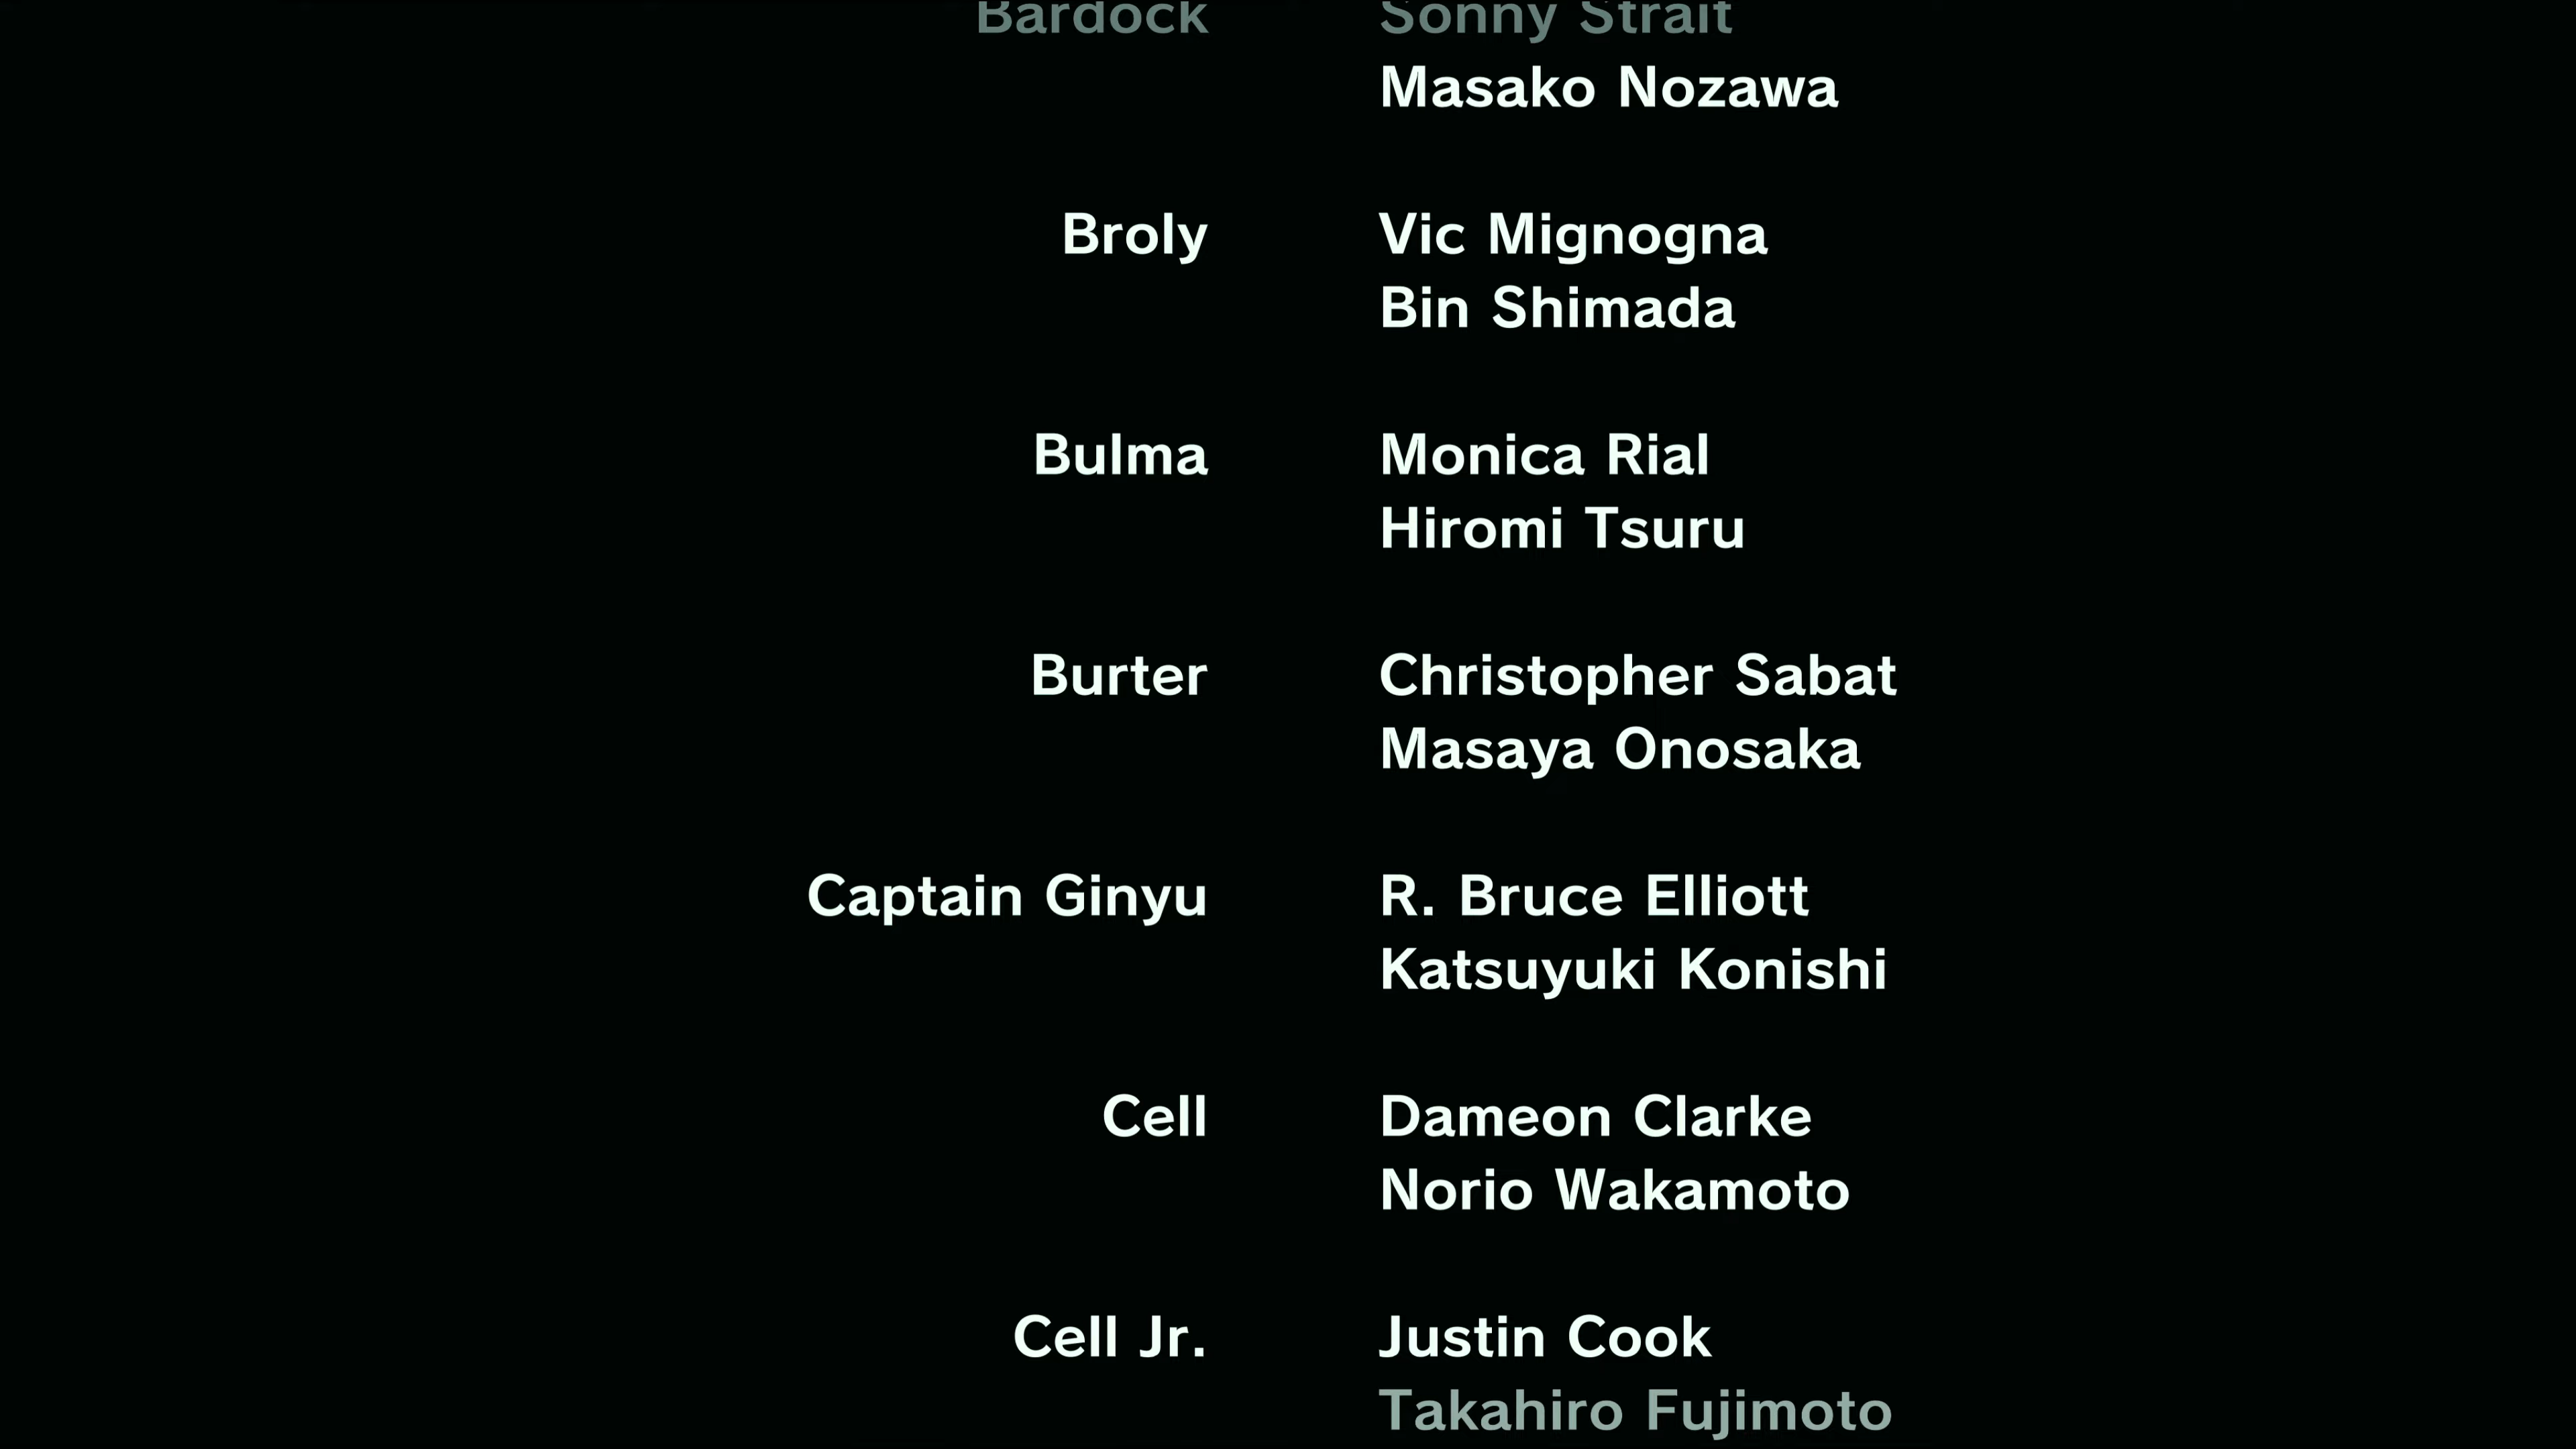 Bardock Sonny Strait
Masako Nozawa
Broly Vic Mignogna
Bin Shimada
Bulma Monica Rial
Hiromi Tsuru
Burter Christopher Sabat
Masaya Onosaka
Captain Ginyu R. Bruce Elliott
Katsuyuki Konishi
Cell Dameon Clarke
Norio Wakamoto
Cell Jr. Justin Cook
Takahiro Fujimoto